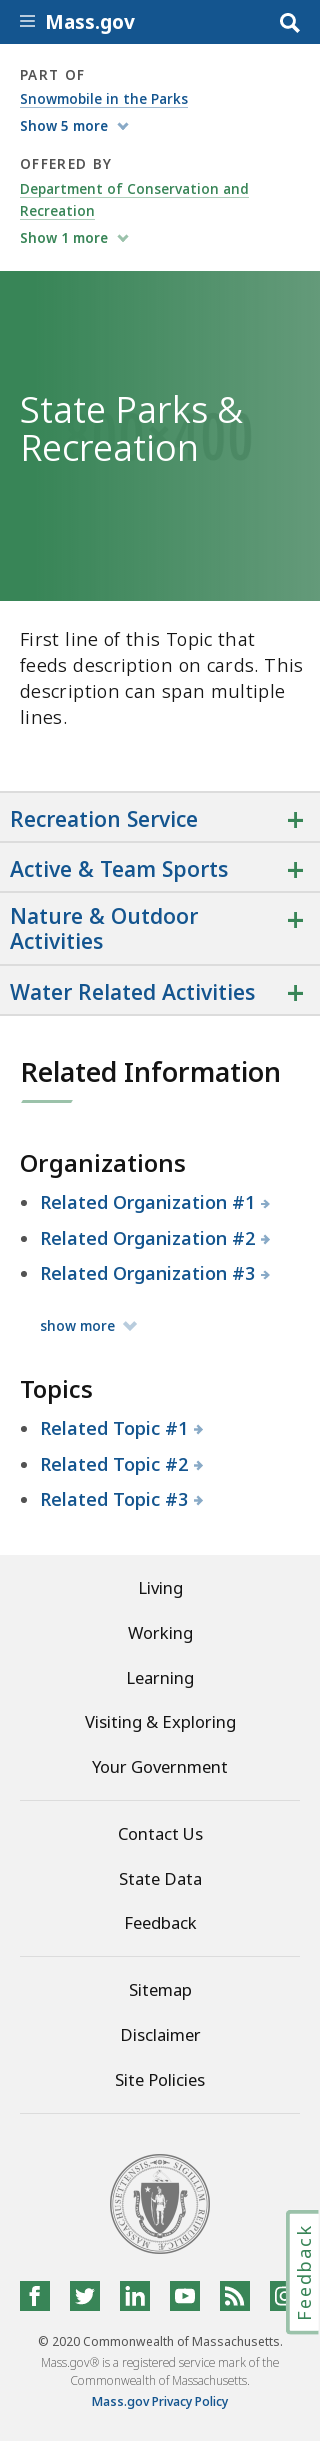 Mass.gov
PART OF
Snowmobile in the Parks
Show 5 more
OFFERED BY
Department of Conservation and
Recreation
Show 1 more
State Parks &
Recreation
First line of this Topic that
feeds description on cards. This
description can span multiple
lines.
Recreation Service
Active & Team Sports
Nature & Outdoor
Activities
Water Related Activities
Related Information
Organizations
Related Organization #1
Related Organization #2
Related Organization #3
show more
Topics
Related Topic #1
Related Topic #2
Related Topic #3
Living
Working
Learning
Visiting & Exploring
Your Government
Contact Us
State Data
Feedback
Sitemap
Disclaimer
Site Policies
Feedback
© 2020 Commonwealth of Massachusetts.
Mass.gov® is a registered service mark of the
Commonwealth of Massachusetts.
Mass.gov Privacy Policy